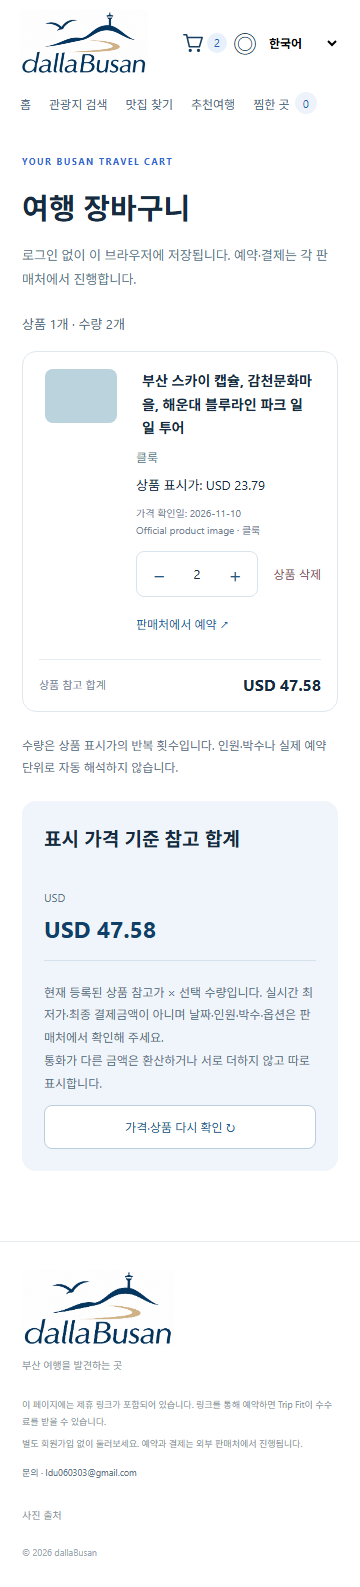 dallaBusan
2
한국어
홈 관광지 검색 맛집 찾기 추천여행 찜한 곳 0
YOUR BUSAN TRAVEL CART
여행 장바구니
로그인 없이 이 브라우저에 저장됩니다. 예약·결제는 각 판
매처에서 진행합니다.
상품 1개 · 수량 2개
부산 스카이 캡슐, 감천문화마
을, 해운대 블루라인 파크 일
일 투어
클룩
상품 표시가: USD 23.79
가격 확인일: 2026-11-10
Official product image · 클룩
− 2 + 상품 삭제
판매처에서 예약 ↗
상품 참고 합계 USD 47.58
수량은 상품 표시가의 반복 횟수입니다. 인원·박수나 실제 예약
단위로 자동 해석하지 않습니다.
표시 가격 기준 참고 합계
USD
USD 47.58
현재 등록된 상품 참고가 × 선택 수량입니다. 실시간 최
저가·최종 결제금액이 아니며 날짜·인원·박수·옵션은 판
매처에서 확인해 주세요.
통화가 다른 금액은 환산하거나 서로 더하지 않고 따로
표시합니다.
가격·상품 다시 확인 ↻
dallaBusan
부산 여행을 발견하는 곳
이 페이지에는 제휴 링크가 포함되어 있습니다. 링크를 통해 예약하면 Trip Fit이 수수
료를 받을 수 있습니다.
별도 회원가입 없이 둘러보세요. 예약과 결제는 외부 판매처에서 진행됩니다.
문의 · ldu060303@gmail.com
사진 출처
© 2026 dallaBusan